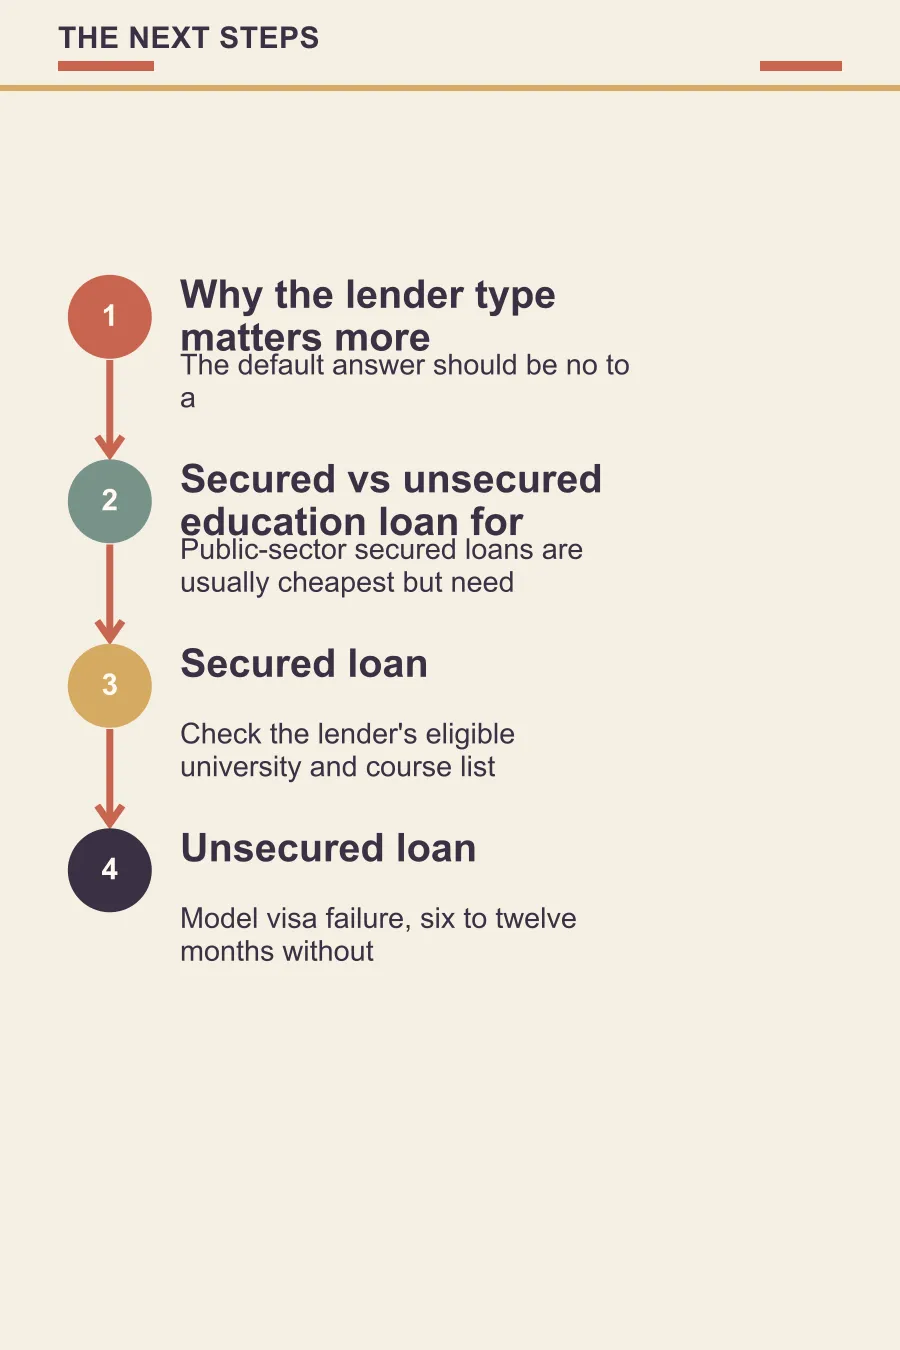 THE NEXT STEPS
1
Why the lender type
matters more
The default answer should be no to
a
2
Secured vs unsecured
education loan for
Public-sector secured loans are
usually cheapest but need
3
Secured loan
Check the lender's eligible
university and course list
4
Unsecured loan
Model visa failure, six to twelve
months without